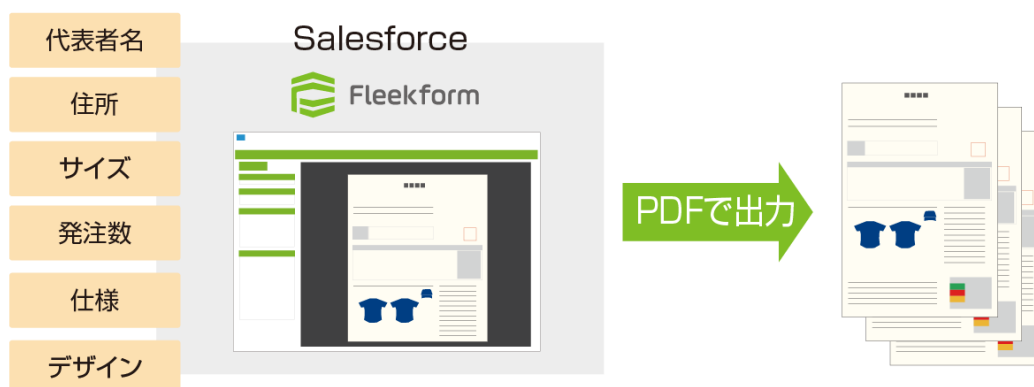 代表者名
住所
サイズ
発注数
仕様
デザイン
Salesforce
Fleekform
PDFで出力